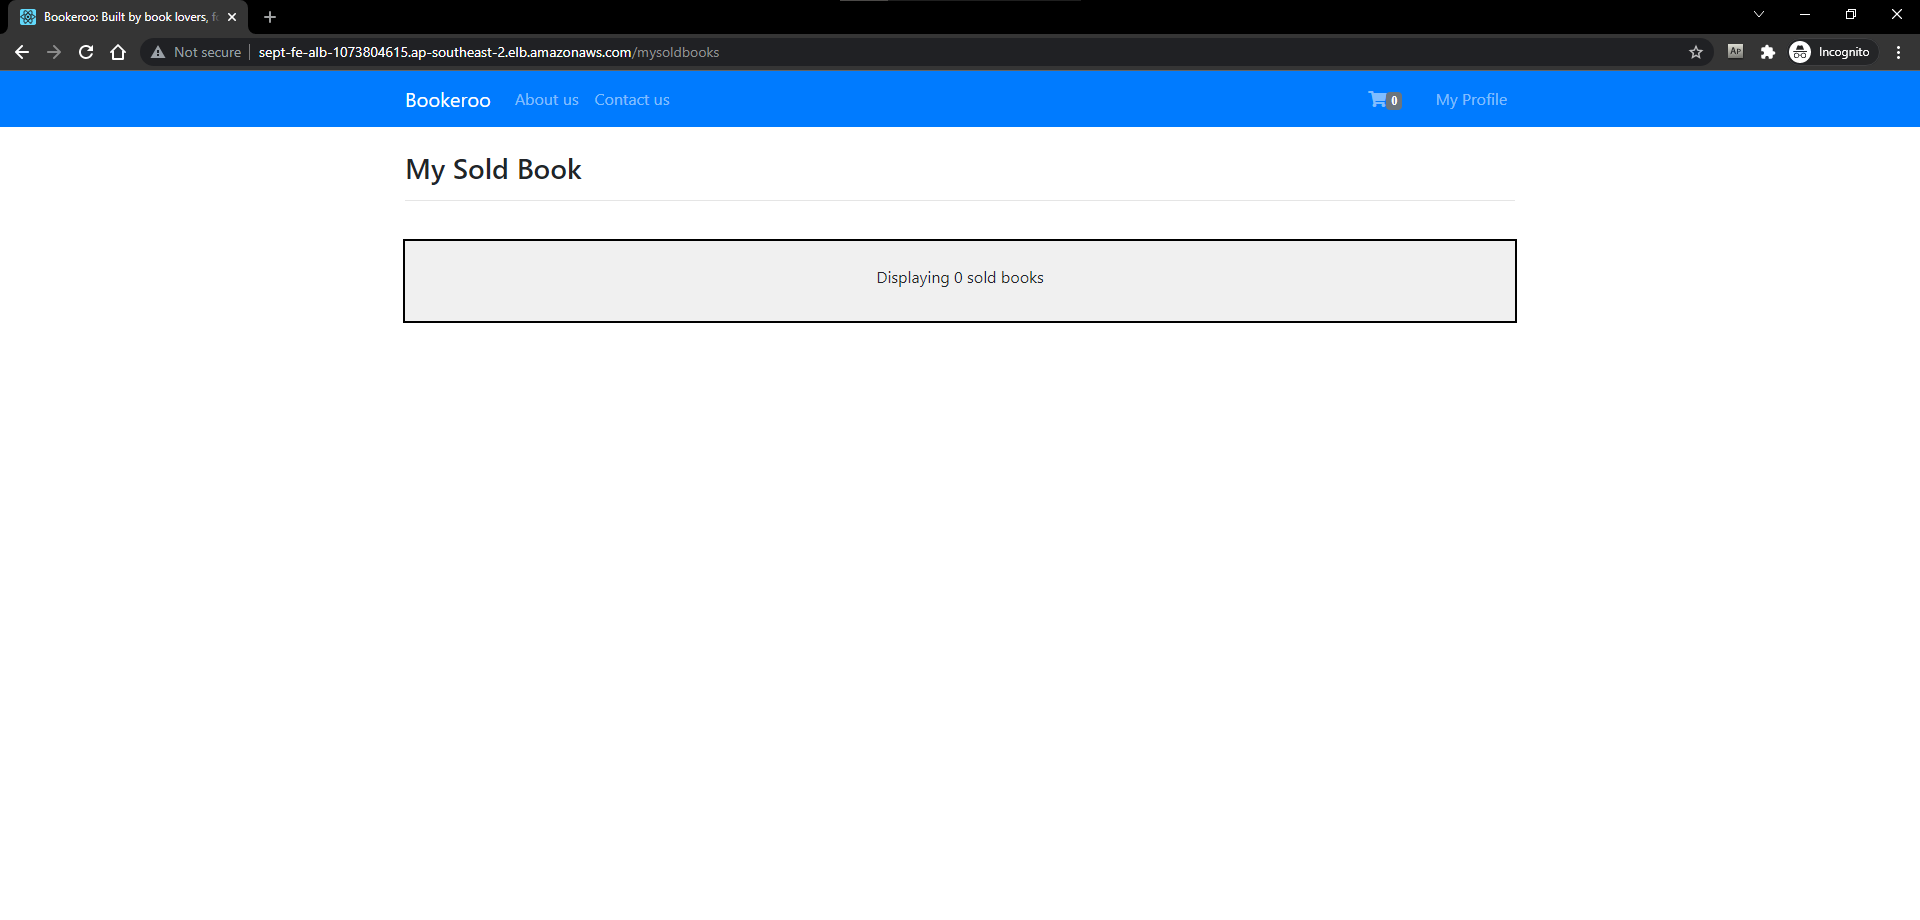 Bookeroo: Built by book lovers,
Not secure
sept-fe-alb-1073804615.ap-southeast-2.elb.amazonaws.com/mysoldbooks
AP
Incognito
Bookeroo
About us
Contact us
0
My Profile
My Sold Book
Displaying 0 sold books